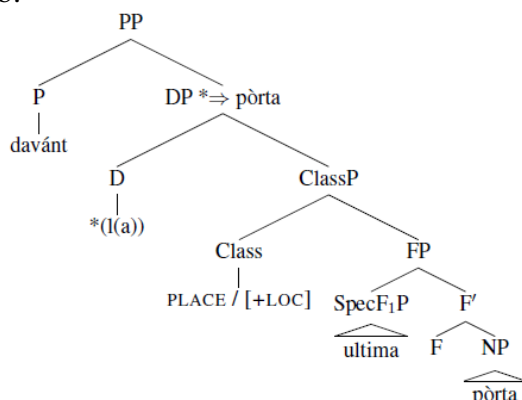 PP
P DP *⇒ pòrta
davánt
D ClassP
*(l(a))
Class FP
PLACE / [+LOC] SpecF₁P F′
ultima F NP
pòrta